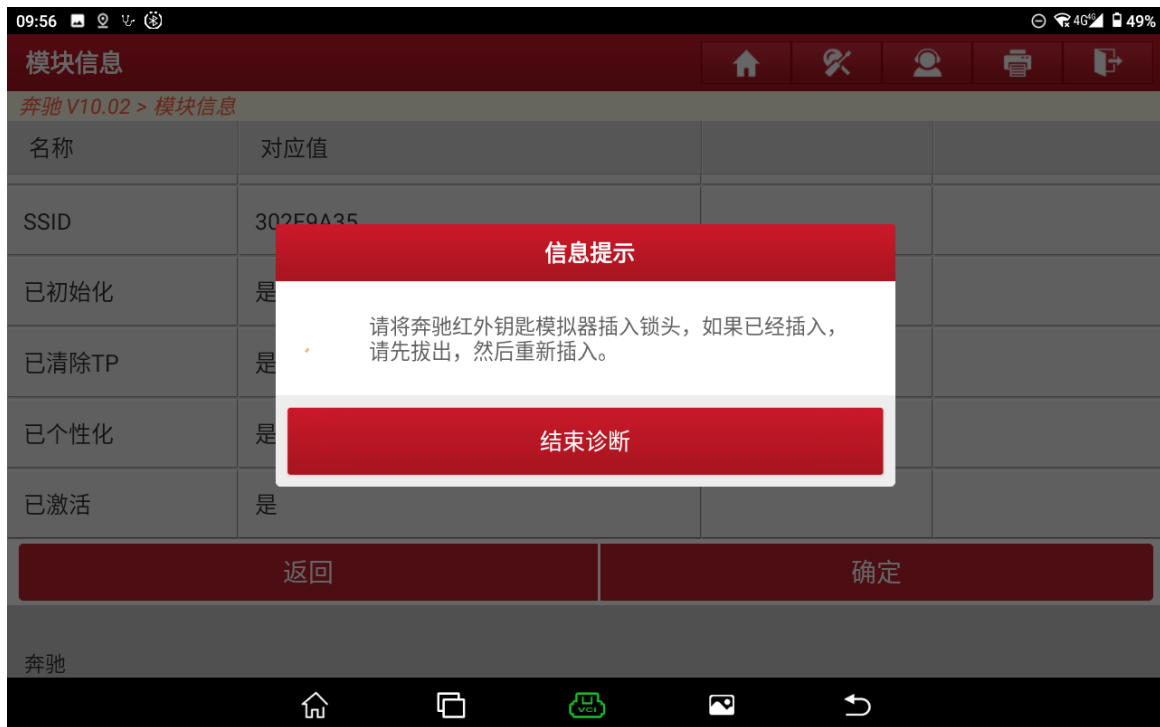 09:56 4G 4G 49%
模块信息
奔驰 V10.02 > 模块信息
名称 对应值
SSID 302F9A35
信息提示
已初始化 是
请将奔驰红外钥匙模拟器插入锁头，如果已经插入，
请先拔出，然后重新插入。
已清除TP 是
已个性化 是
结束诊断
已激活 是
返回 确定
奔驰
VCI